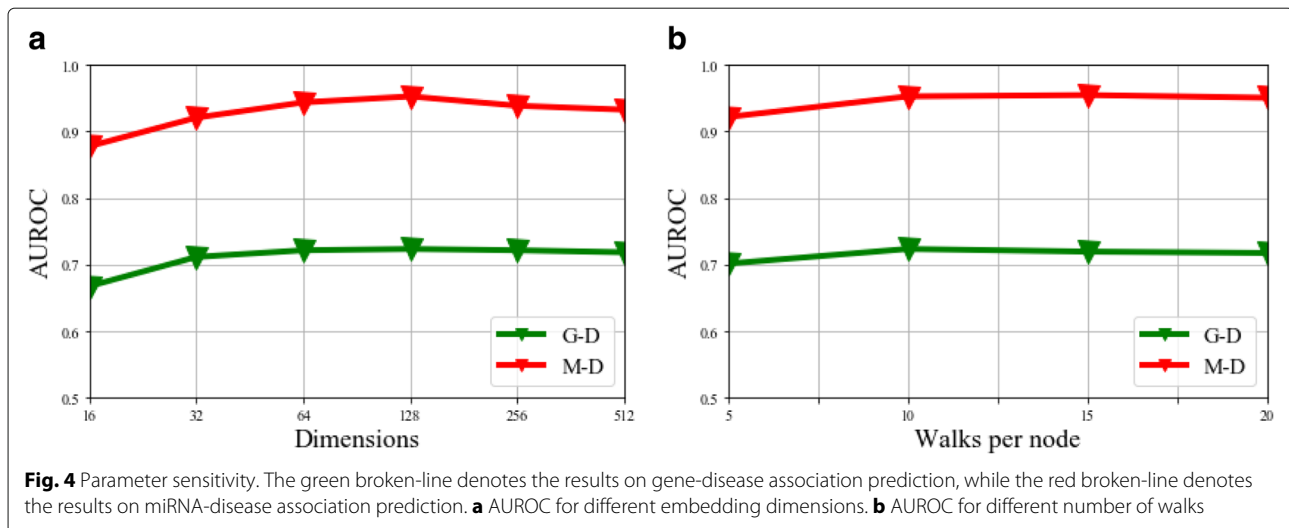 a
b
1.0
0.9
0.8
0.7
0.6
0.5
AUROC
16 32 64 128 256 512
Dimensions
G-D
M-D
1.0
0.9
0.8
0.7
0.6
0.5
AUROC
5 10 15 20
Walks per node
G-D
M-D
Fig. 4 Parameter sensitivity. The green broken-line denotes the results on gene-disease association prediction, while the red broken-line denotes
the results on miRNA-disease association prediction. a AUROC for different embedding dimensions. b AUROC for different number of walks